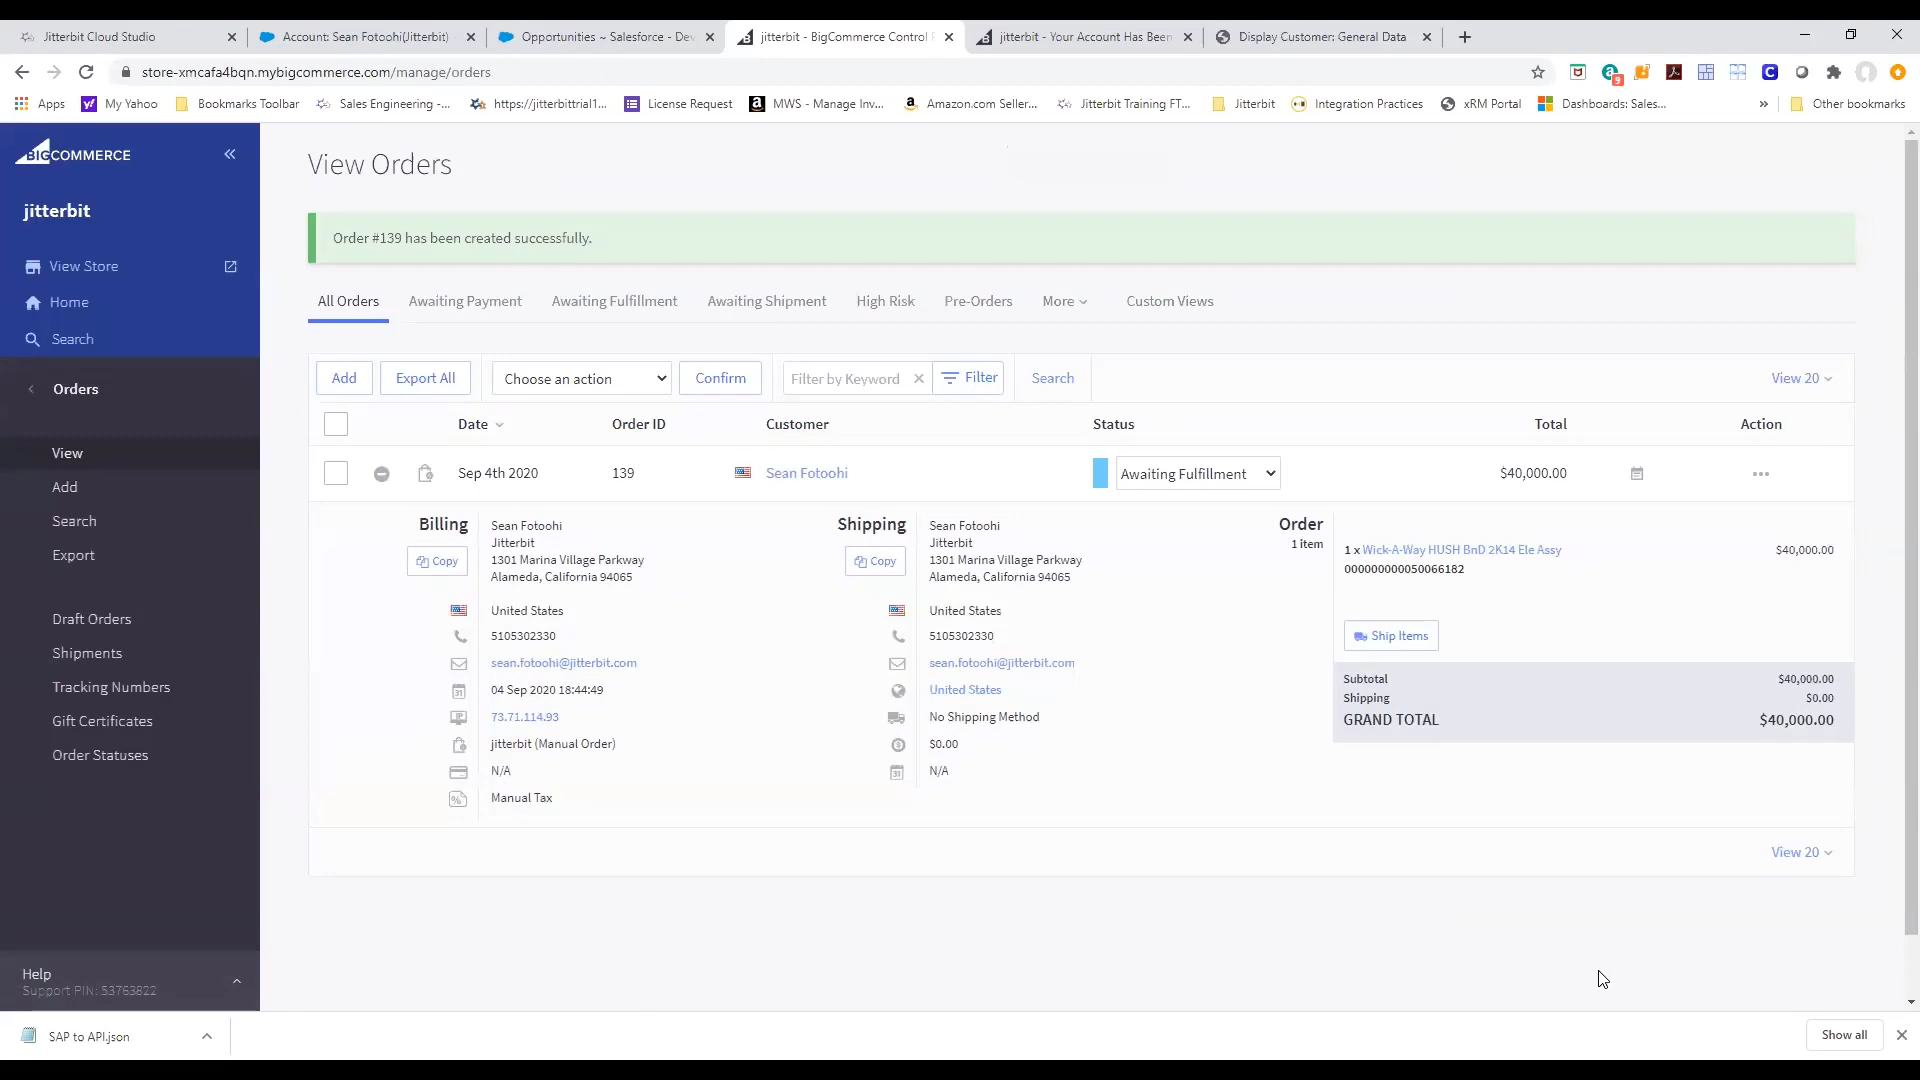 Jitterbit Cloud Studio
Account: Sean Fotoohi(Jitterbit)
Opportunities ~ Salesforce - Dev
jitterbit - BigCommerce Control P
jitterbit - Your Account Has Been
Display Customer: General Data
store-xmcafa4bqn.mybigcommerce.com/manage/orders
9
Apps
My Yahoo
Bookmarks Toolbar
Sales Engineering -...
https://jitterbittrial1...
License Request
MWS - Manage Inv...
Amazon.com Seller...
Jitterbit Training FT...
Jitterbit
Integration Practices
xRM Portal
Dashboards: Sales...
»
Other bookmarks
BIGCOMMERCE
jitterbit
View Store
Home
Search
Orders
View
Add
Search
Export
Draft Orders
Shipments
Tracking Numbers
Gift Certificates
Order Statuses
Help
Support PIN: 53763822
View Orders
Order #139 has been created successfully.
All Orders Awaiting Payment Awaiting Fulfillment Awaiting Shipment High Risk Pre-Orders More Custom Views
Add Export All Choose an action Confirm Filter by Keyword Filter Search View 20
Date Order ID Customer Status Total Action
Sep 4th 2020 139 Sean Fotoohi Awaiting Fulfillment $40,000.00
Billing
Copy
Sean Fotoohi
Jitterbit
1301 Marina Village Parkway
Alameda, California 94065
United States
5105302330
sean.fotoohi@jitterbit.com
04 Sep 2020 18:44:49
73.71.114.93
jitterbit (Manual Order)
N/A
Manual Tax
Shipping
Copy
Sean Fotoohi
Jitterbit
1301 Marina Village Parkway
Alameda, California 94065
United States
5105302330
sean.fotoohi@jitterbit.com
United States
No Shipping Method
$0.00
N/A
Order
1 item
1 x Wick-A-Way HUSH BnD 2K14 Ele Assy $40,000.00
000000000050066182
Ship Items
Subtotal $40,000.00
Shipping $0.00
GRAND TOTAL $40,000.00
View 20
SAP to API.json
Show all